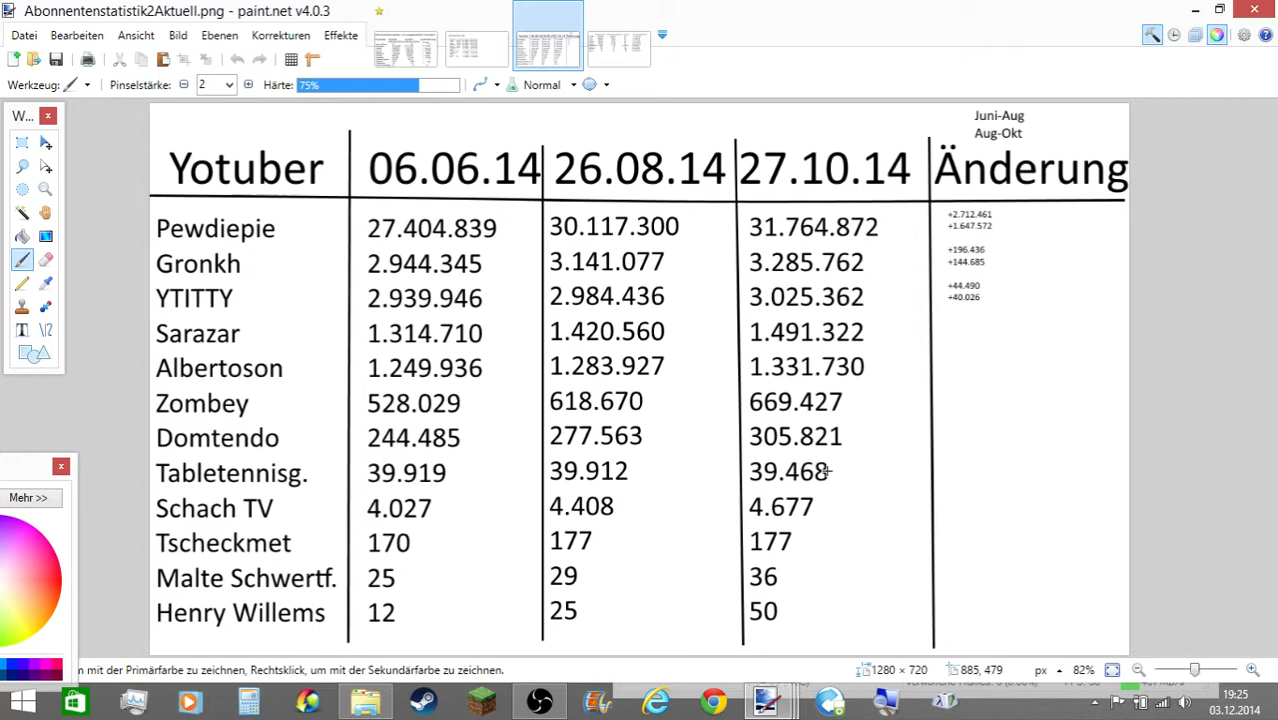 Abonnentenstatistik2Aktuell.png - paint.net v4.0.3
Datei Bearbeiten Ansicht Bild Ebenen Korrekturen Effekte
Werkzeug: Pinselstärke: 2 Härte: 75% Normal
W...
Juni-Aug
Aug-Okt
Yotuber 06.06.14 26.08.14 27.10.14 Änderung
Pewdiepie 27.404.839 30.117.300 31.764.872 +2.712.461
+1.647.572
Gronkh 2.944.345 3.141.077 3.285.762 +196.436
+144.685
YTITTY 2.939.946 2.984.436 3.025.362 +44.490
+40.026
Sarazar 1.314.710 1.420.560 1.491.322
Albertoson 1.249.936 1.283.927 1.331.730
Zombey 528.029 618.670 669.427
Domtendo 244.485 277.563 305.821
Tabletennisg. 39.919 39.912 39.468
Schach TV 4.027 4.408 4.677
Tscheckmet 170 177 177
Malte Schwertf. 25 29 36
Henry Willems 12 25 50
Mehr >>
m mit der Primärfarbe zu zeichnen, Rechtsklick, um mit der Sekundärfarbe zu zeichnen.
1280 × 720 885, 479 px 82%
19:25
03.12.2014